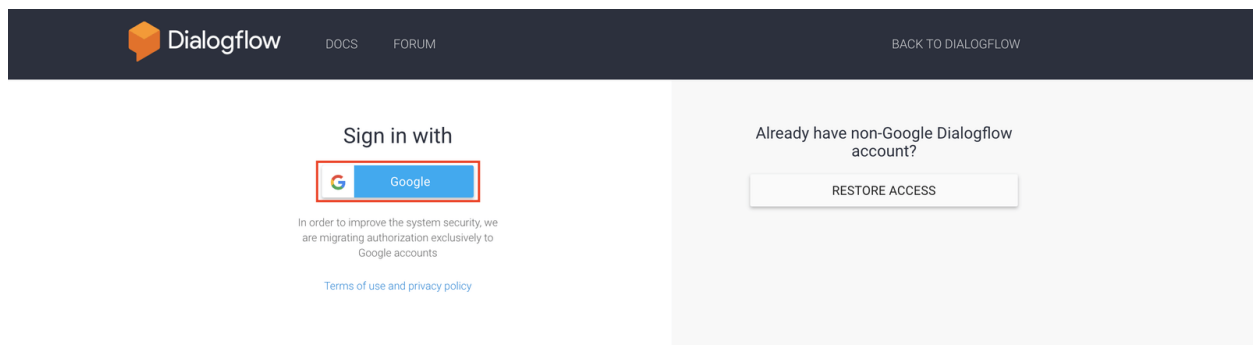 Dialogflow DOCS FORUM BACK TO DIALOGFLOW
Sign in with
Google
In order to improve the system security, we
are migrating authorization exclusively to
Google accounts
Terms of use and privacy policy
Already have non-Google Dialogflow
account?
RESTORE ACCESS